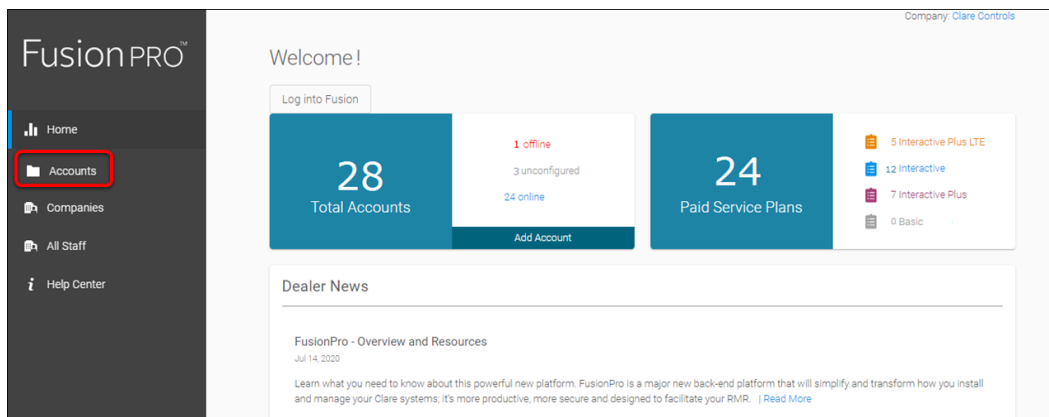 Company: Clare Controls
FusionPRO™
Welcome!
Log into Fusion
Home
Accounts
Companies
All Staff
Help Center
28
Total Accounts
1 offline
3 unconfigured
24 online
Add Account
24
Paid Service Plans
5 Interactive Plus LTE
12 Interactive
7 Interactive Plus
0 Basic
Dealer News
FusionPro - Overview and Resources
Jul 14, 2020
Learn what you need to know about this powerful new platform. FusionPro is a major new back-end platform that will simplify and transform how you install
and manage your Clare systems; it's more productive, more secure and designed to facilitate your RMR. | Read More